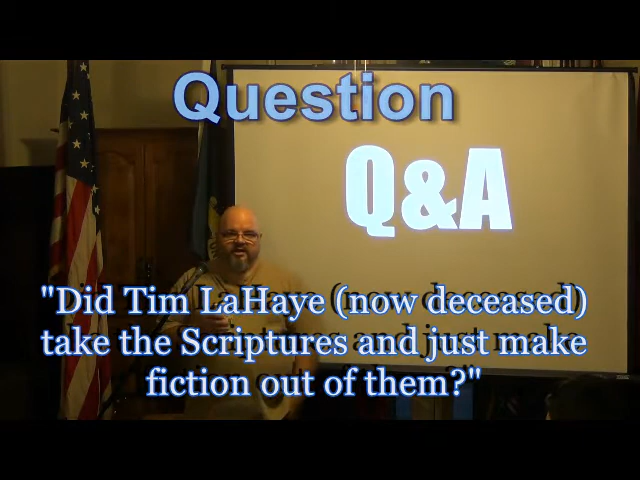 Question
Q&A
"Did Tim LaHaye (now deceased)
take the Scriptures and just make
fiction out of them?"